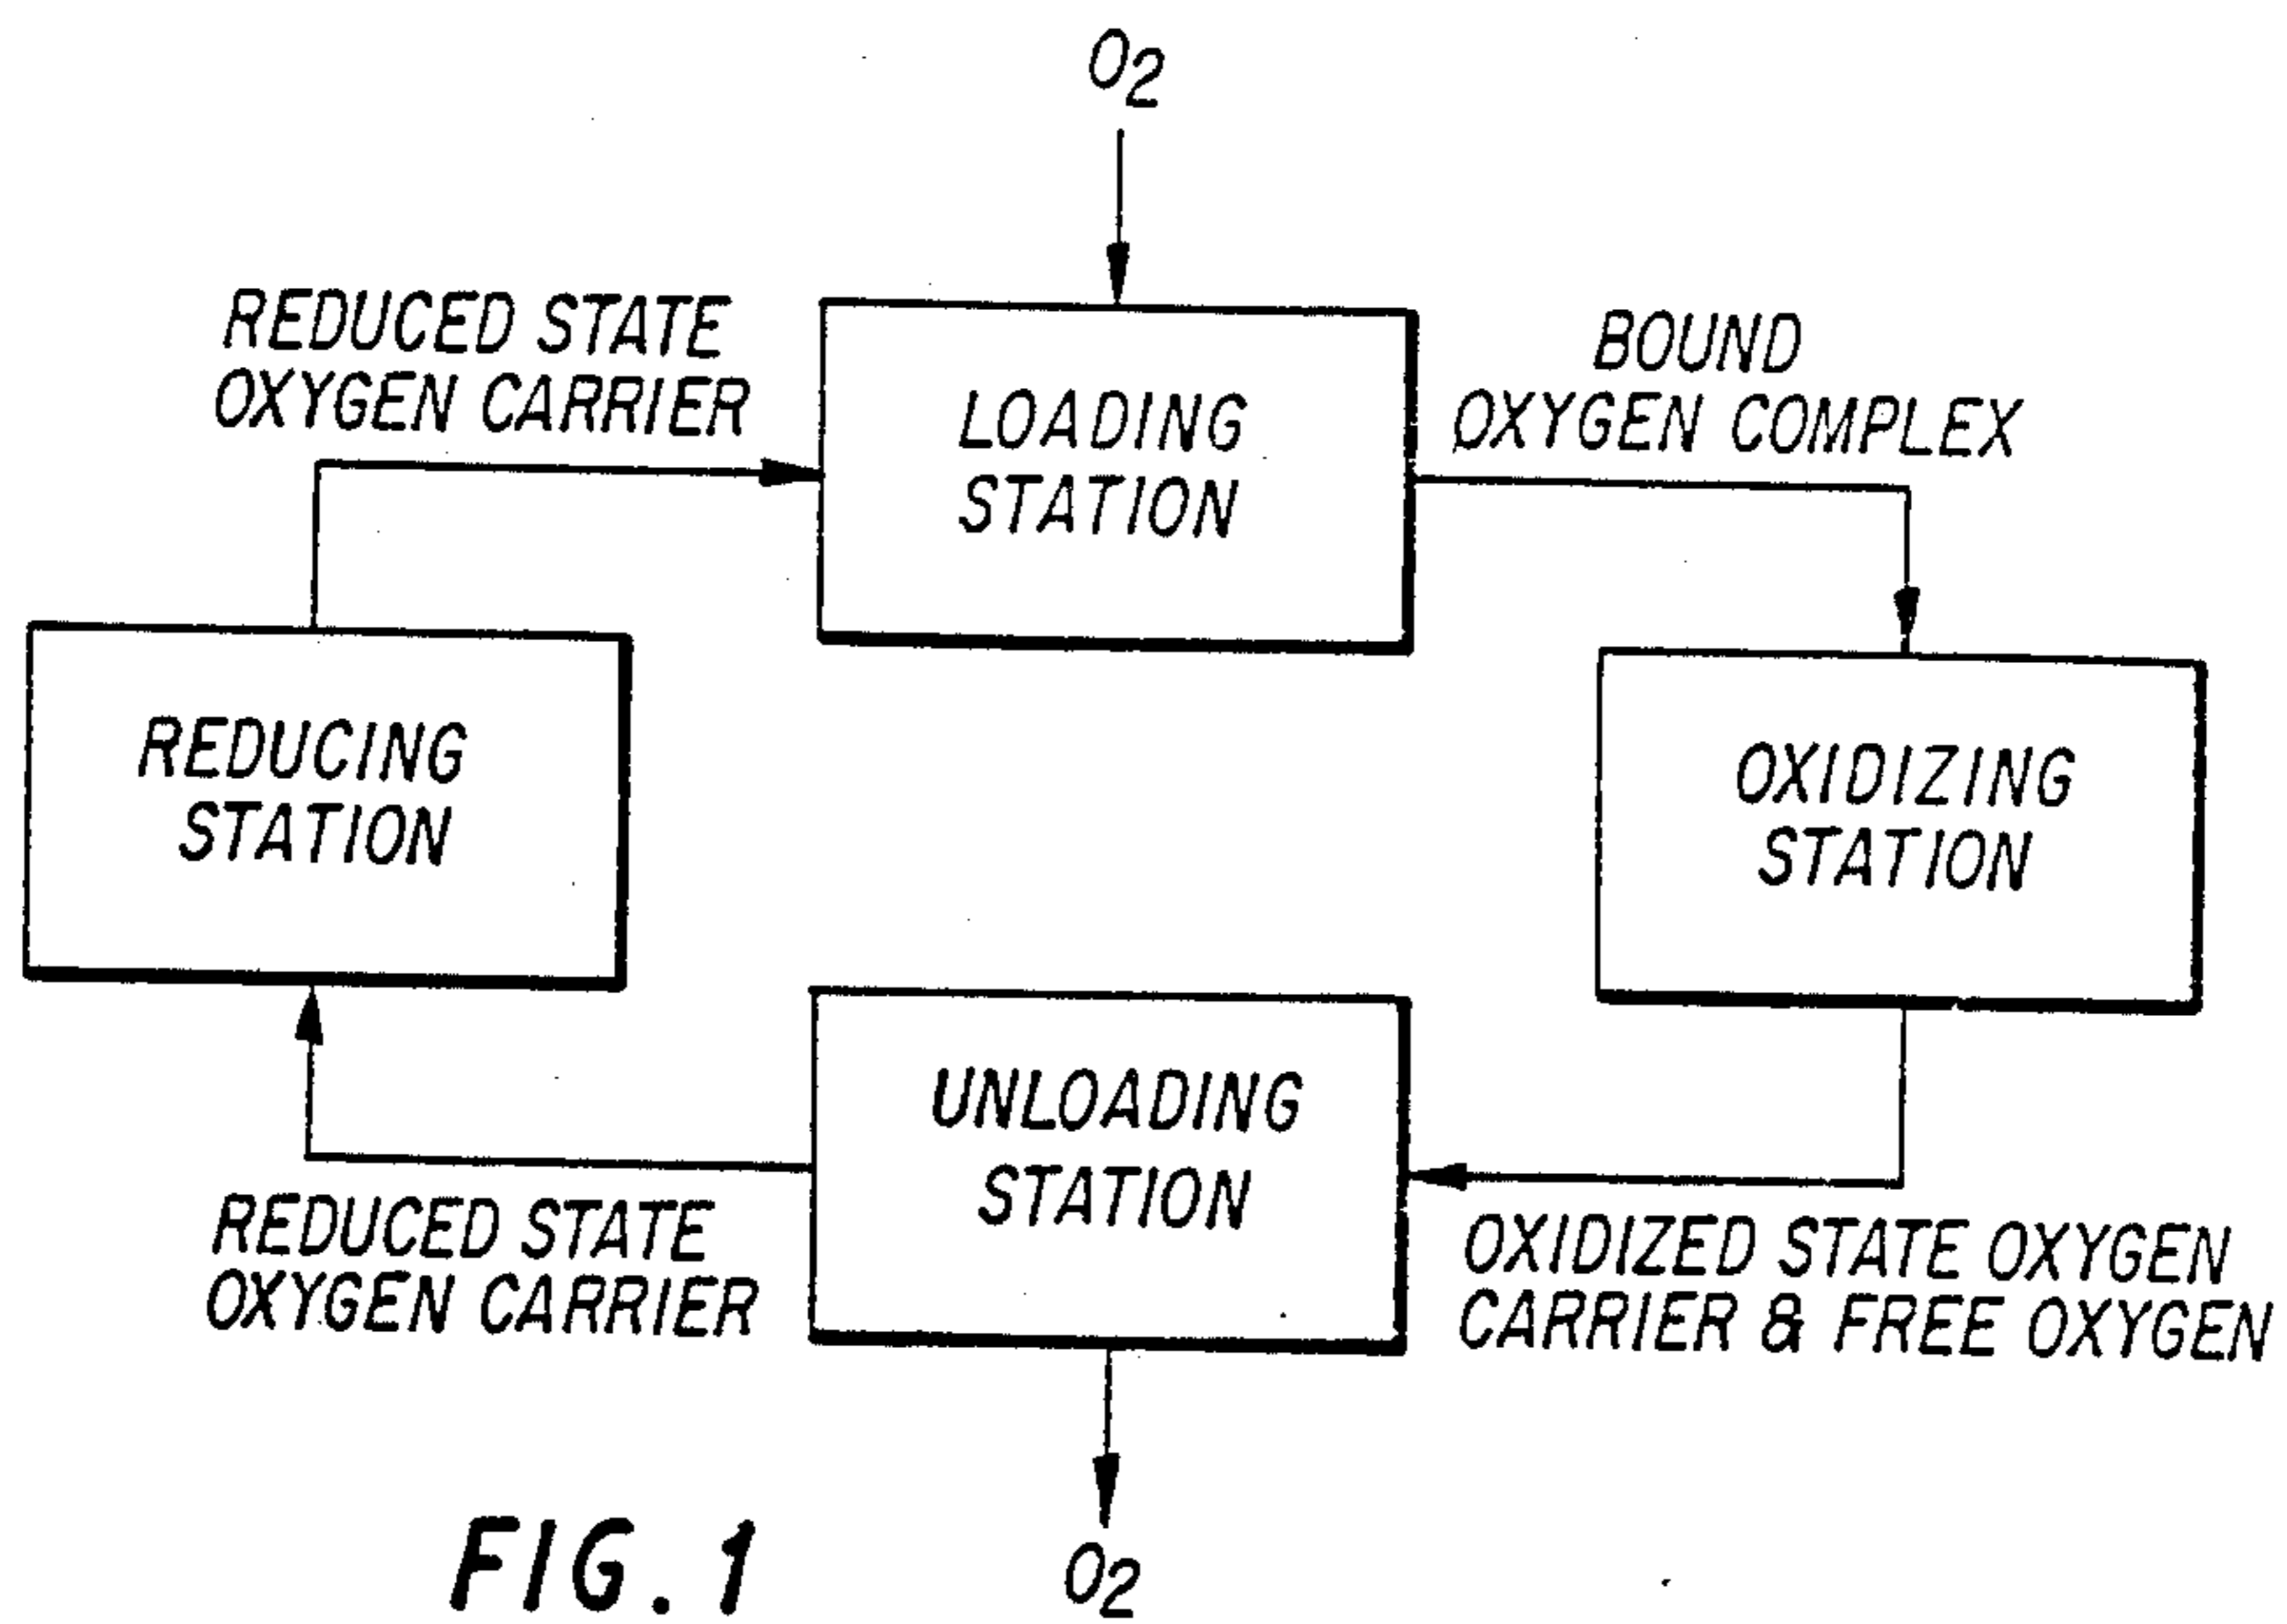 O2
REDUCED STATE
OXYGEN CARRIER
LOADING
STATION
BOUND
OXYGEN COMPLEX
REDUCING
STATION
OXIDIZING
STATION
UNLOADING
STATION
REDUCED STATE
OXYGEN CARRIER
OXIDIZED STATE OXYGEN
CARRIER & FREE OXYGEN
O2
FIG. 1